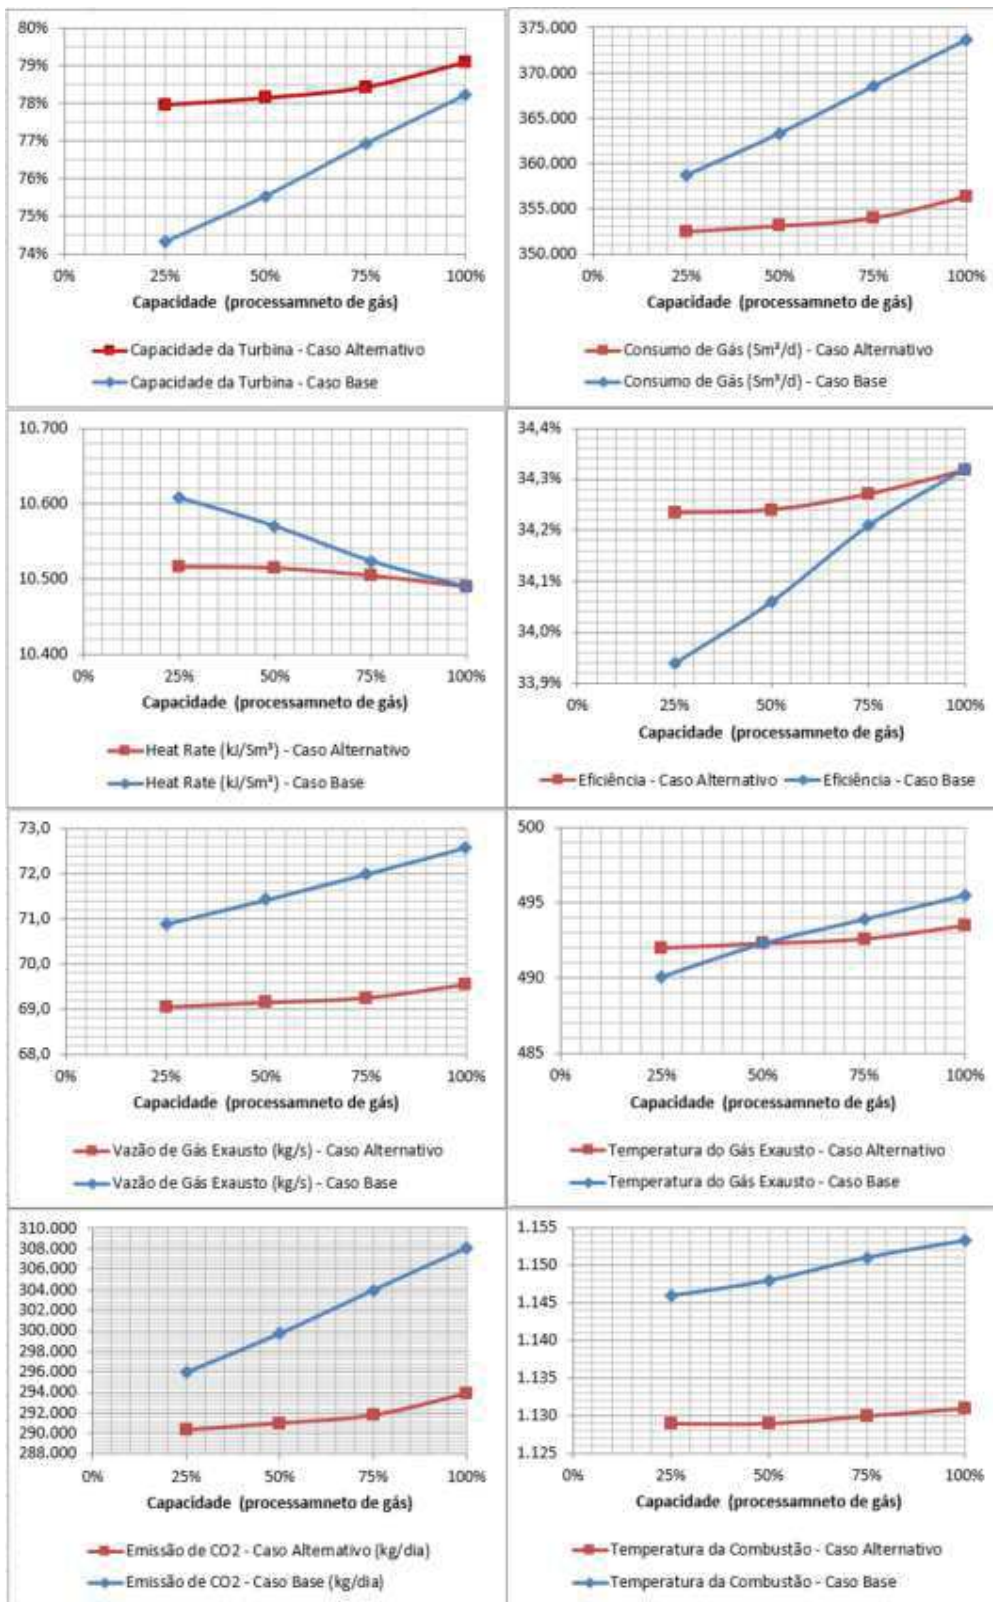 80%
79%
78%
77%
76%
75%
74%
0% 25% 50% 75% 100%
Capacidade (processamneto de gás)
Capacidade da Turbina - Caso Alternativo
Capacidade da Turbina - Caso Base
375.000
370.000
365.000
360.000
355.000
350.000
0% 25% 50% 75% 100%
Capacidade (processamneto de gás)
Consumo de Gás (Sm³/d) - Caso Alternativo
Consumo de Gás (Sm³/d) - Caso Base
10.700
10.600
10.500
10.400
0% 25% 50% 75% 100%
Capacidade (processamneto de gás)
Heat Rate (kJ/Sm³) - Caso Alternativo
Heat Rate (kJ/Sm³) - Caso Base
34,4%
34,3%
34,2%
34,1%
34,0%
33,9%
0% 25% 50% 75% 100%
Capacidade (processamneto de gás)
Eficiência - Caso Alternativo Eficiência - Caso Base
73,0
72,0
71,0
70,0
69,0
68,0
0% 25% 50% 75% 100%
Capacidade (processamneto de gás)
Vazão de Gás Exausto (kg/s) - Caso Alternativo
Vazão de Gás Exausto (kg/s) - Caso Base
500
495
490
485
0% 25% 50% 75% 100%
Capacidade (processamneto de gás)
Temperatura do Gás Exausto - Caso Alternativo
Temperatura do Gás Exausto - Caso Base
310.000
308.000
306.000
304.000
302.000
300.000
298.000
296.000
294.000
292.000
290.000
288.000
0% 25% 50% 75% 100%
Capacidade (processamneto de gás)
Emissão de CO2 - Caso Alternativo (kg/dia)
Emissão de CO2 - Caso Base (kg/dia)
1.155
1.150
1.145
1.140
1.135
1.130
1.125
0% 25% 50% 75% 100%
Capacidade (processamneto de gás)
Temperatura da Combustão - Caso Alternativo
Temperatura da Combustão - Caso Base